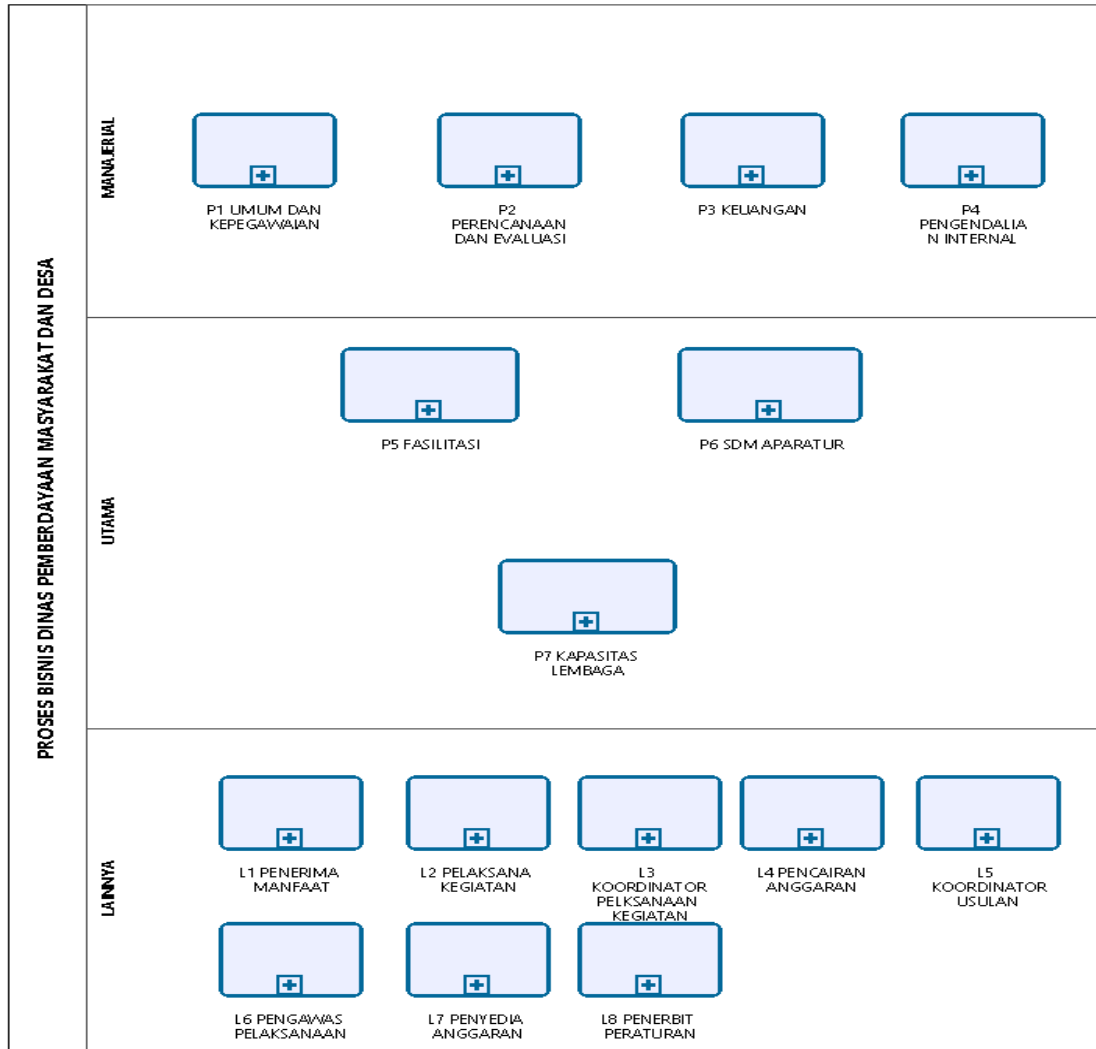 PROSES BISNIS DINAS PEMBERDAYAAN MASYARAKAT DAN DESA
MANAJERIAL
P1 UMUM DAN
KEPEGAWAIAN
P2
PERENCANAAN
DAN EVALUASI
P3 KEUANGAN
P4
PENGENDALIA
N INTERNAL
UTAMA
P5 FASILITASI
P6 SDM APARATUR
P7 KAPASITAS
LEMBAGA
LAINNYA
L1 PENERIMA
MANFAAT
L2 PELAKSANA
KEGIATAN
L3
KOORDINATOR
PELKSANAAN
KEGIATAN
L4 PENCAIRAN
ANGGARAN
L5
KOORDINATOR
USULAN
L6 PENGAWAS
PELAKSANAAN
L7 PENYEDIA
ANGGARAN
L8 PENERBIT
PERATURAN